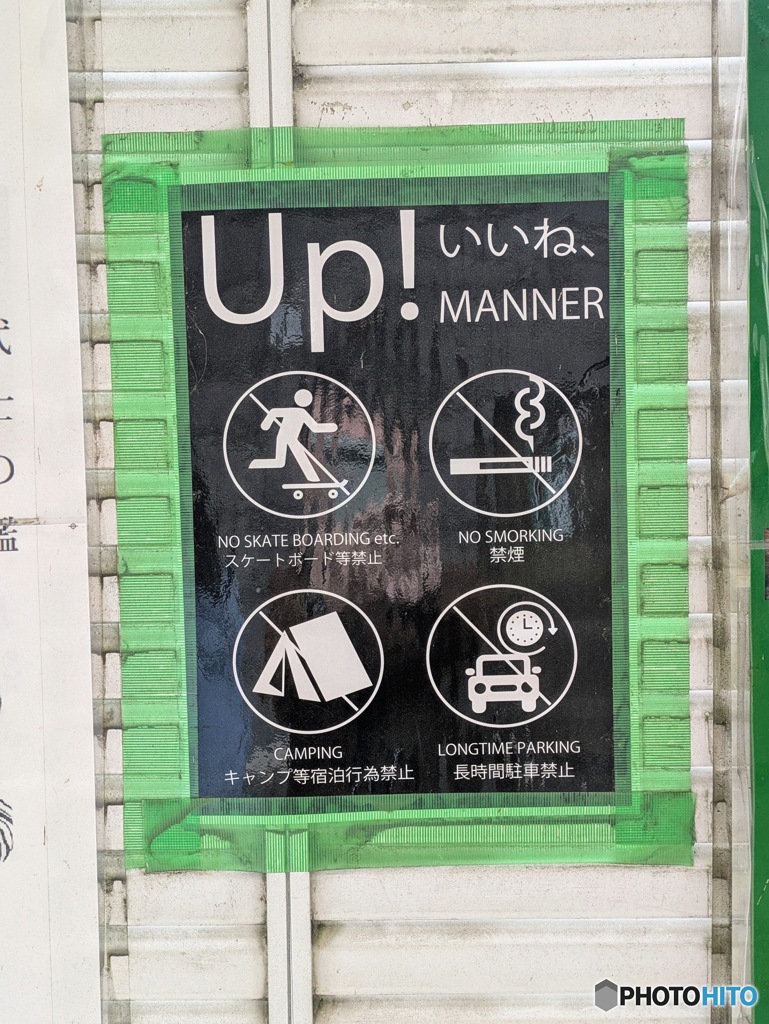 Up!
いいね、
MANNER
NO SKATE BOARDING etc.
スケートボード等禁止
NO SMORKING
禁煙
CAMPING
キャンプ等宿泊行為禁止
LONGTIME PARKING
長時間駐車禁止
PHOTOHITO